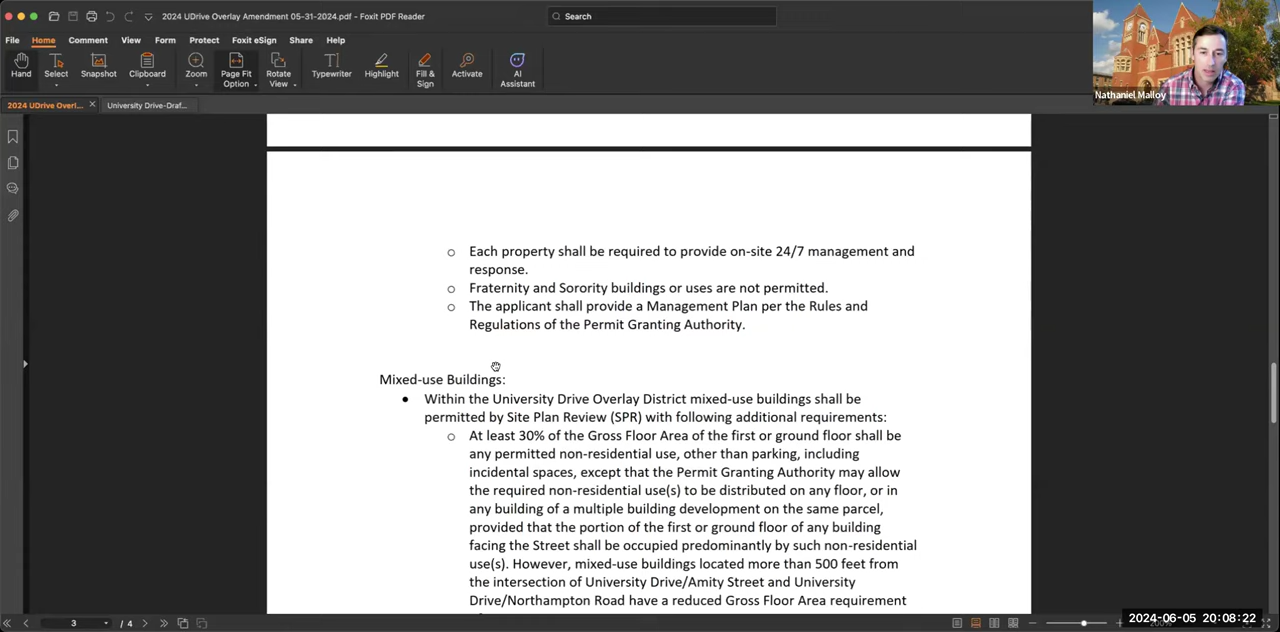 2024 UDrive Overlay Amendment 05-31-2024.pdf - Foxit PDF Reader
Search
File Home Comment View Form Protect Foxit eSign Share Help
Hand Select Snapshot Clipboard Zoom Page Fit Option Rotate View Typewriter Highlight Fill & Sign Activate AI Assistant
Nathaniel Malloy
2024 UDrive Overl... University Drive-Draf...
Each property shall be required to provide on-site 24/7 management and
response.
Fraternity and Sorority buildings or uses are not permitted.
The applicant shall provide a Management Plan per the Rules and
Regulations of the Permit Granting Authority.
Mixed-use Buildings:
Within the University Drive Overlay District mixed-use buildings shall be
permitted by Site Plan Review (SPR) with following additional requirements:
At least 30% of the Gross Floor Area of the first or ground floor shall be
any permitted non-residential use, other than parking, including
incidental spaces, except that the Permit Granting Authority may allow
the required non-residential use(s) to be distributed on any floor, or in
any building of a multiple building development on the same parcel,
provided that the portion of the first or ground floor of any building
facing the Street shall be occupied predominantly by such non-residential
use(s). However, mixed-use buildings located more than 500 feet from
the intersection of University Drive/Amity Street and University
Drive/Northampton Road have a reduced Gross Floor Area requirement
3 / 4
2024-06-05 20:08:22